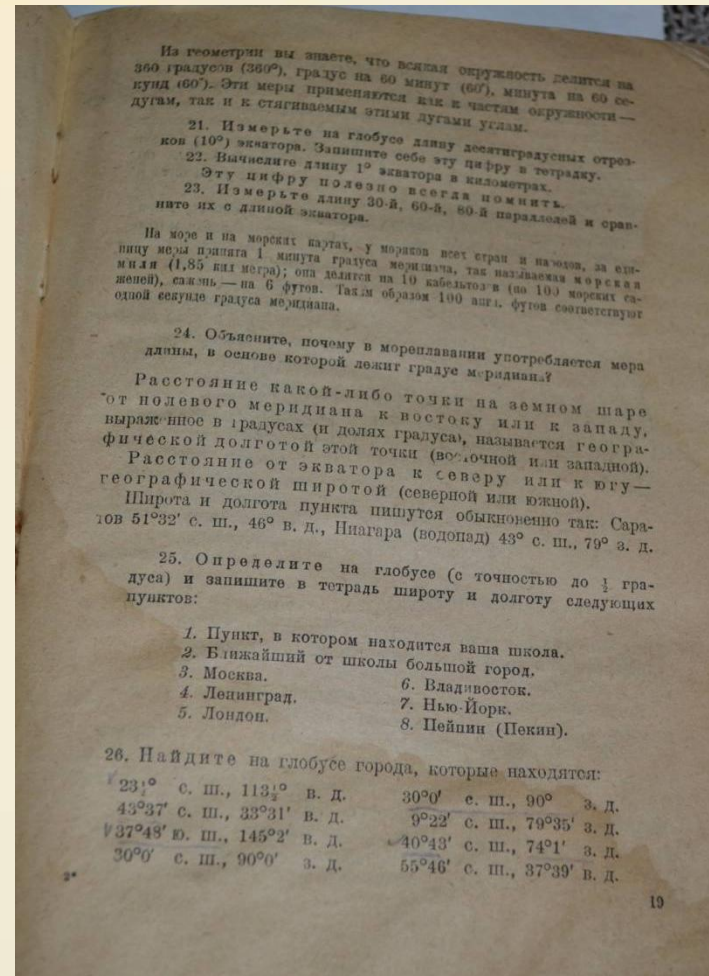 Из геометрии вы знаете, что всякая окружность делится на
360 градусов (360°), градус на 60 минут (60′), минута на 60 се-
кунд (60″). Эти меры применяются как к частям окружности —
дугам, так и к стягиваемым этими дугами углам.
21. Измерьте на глобусе длину десятиградусных отрез-
ков (10°) экватора. Запишите себе эту цифру в тетрадку.
22. Вычислите длину 1° экватора в километрах.
Эту цифру полезно всегда помнить.
23. Измерьте длину 30-й, 60-й, 80-й параллелей и срав-
ните их с длиной экватора.
На море и на морских картах, у моряков всех стран и народов, за еди-
ницу меры принята 1 минута градуса меридиана, так называемая морская
миля (1,85 километра); она делится на 10 кабельтов (по 100 морских са-
женей), сажень — на 6 футов. Таким образом 100 англ. футов соответствуют
одной секунде градуса меридиана.
24. Объясните, почему в мореплавании употребляется мера
длины, в основе которой лежит градус меридиана?
Расстояние какой-либо точки на земном шаре
от нолевого меридиана к востоку или к западу,
выраженное в градусах (и долях градуса), называется геогра-
фической долготой этой точки (восточной или западной).
Расстояние от экватора к северу или к югу —
географической широтой (северной или южной).
Широта и долгота пункта пишутся обыкновенно так: Сара-
тов 51°32′ с. ш., 46° в. д., Ниагара (водопад) 43° с. ш., 79° з. д.
25. Определите на глобусе (с точностью до ½ гра-
дуса) и запишите в тетрадь широту и долготу следующих
пунктов:
1. Пункт, в котором находится ваша школа.
2. Ближайший от школы большой город.
3. Москва.
4. Ленинград.
5. Лондон.
6. Владивосток.
7. Нью-Йорк.
8. Пейпин (Пекин).
26. Найдите на глобусе города, которые находятся:
23½° с. ш., 113½° в. д.
43°37′ с. ш., 33°31′ в. д.
37°48′ ю. ш., 145°2′ в. д.
30°0′ с. ш., 90°0′ з. д.
30°0′ с. ш., 90° з. д.
9°22′ с. ш., 79°35′ з. д.
40°43′ с. ш., 74°1′ з. д.
55°46′ с. ш., 37°39′ в. д.
2*
19